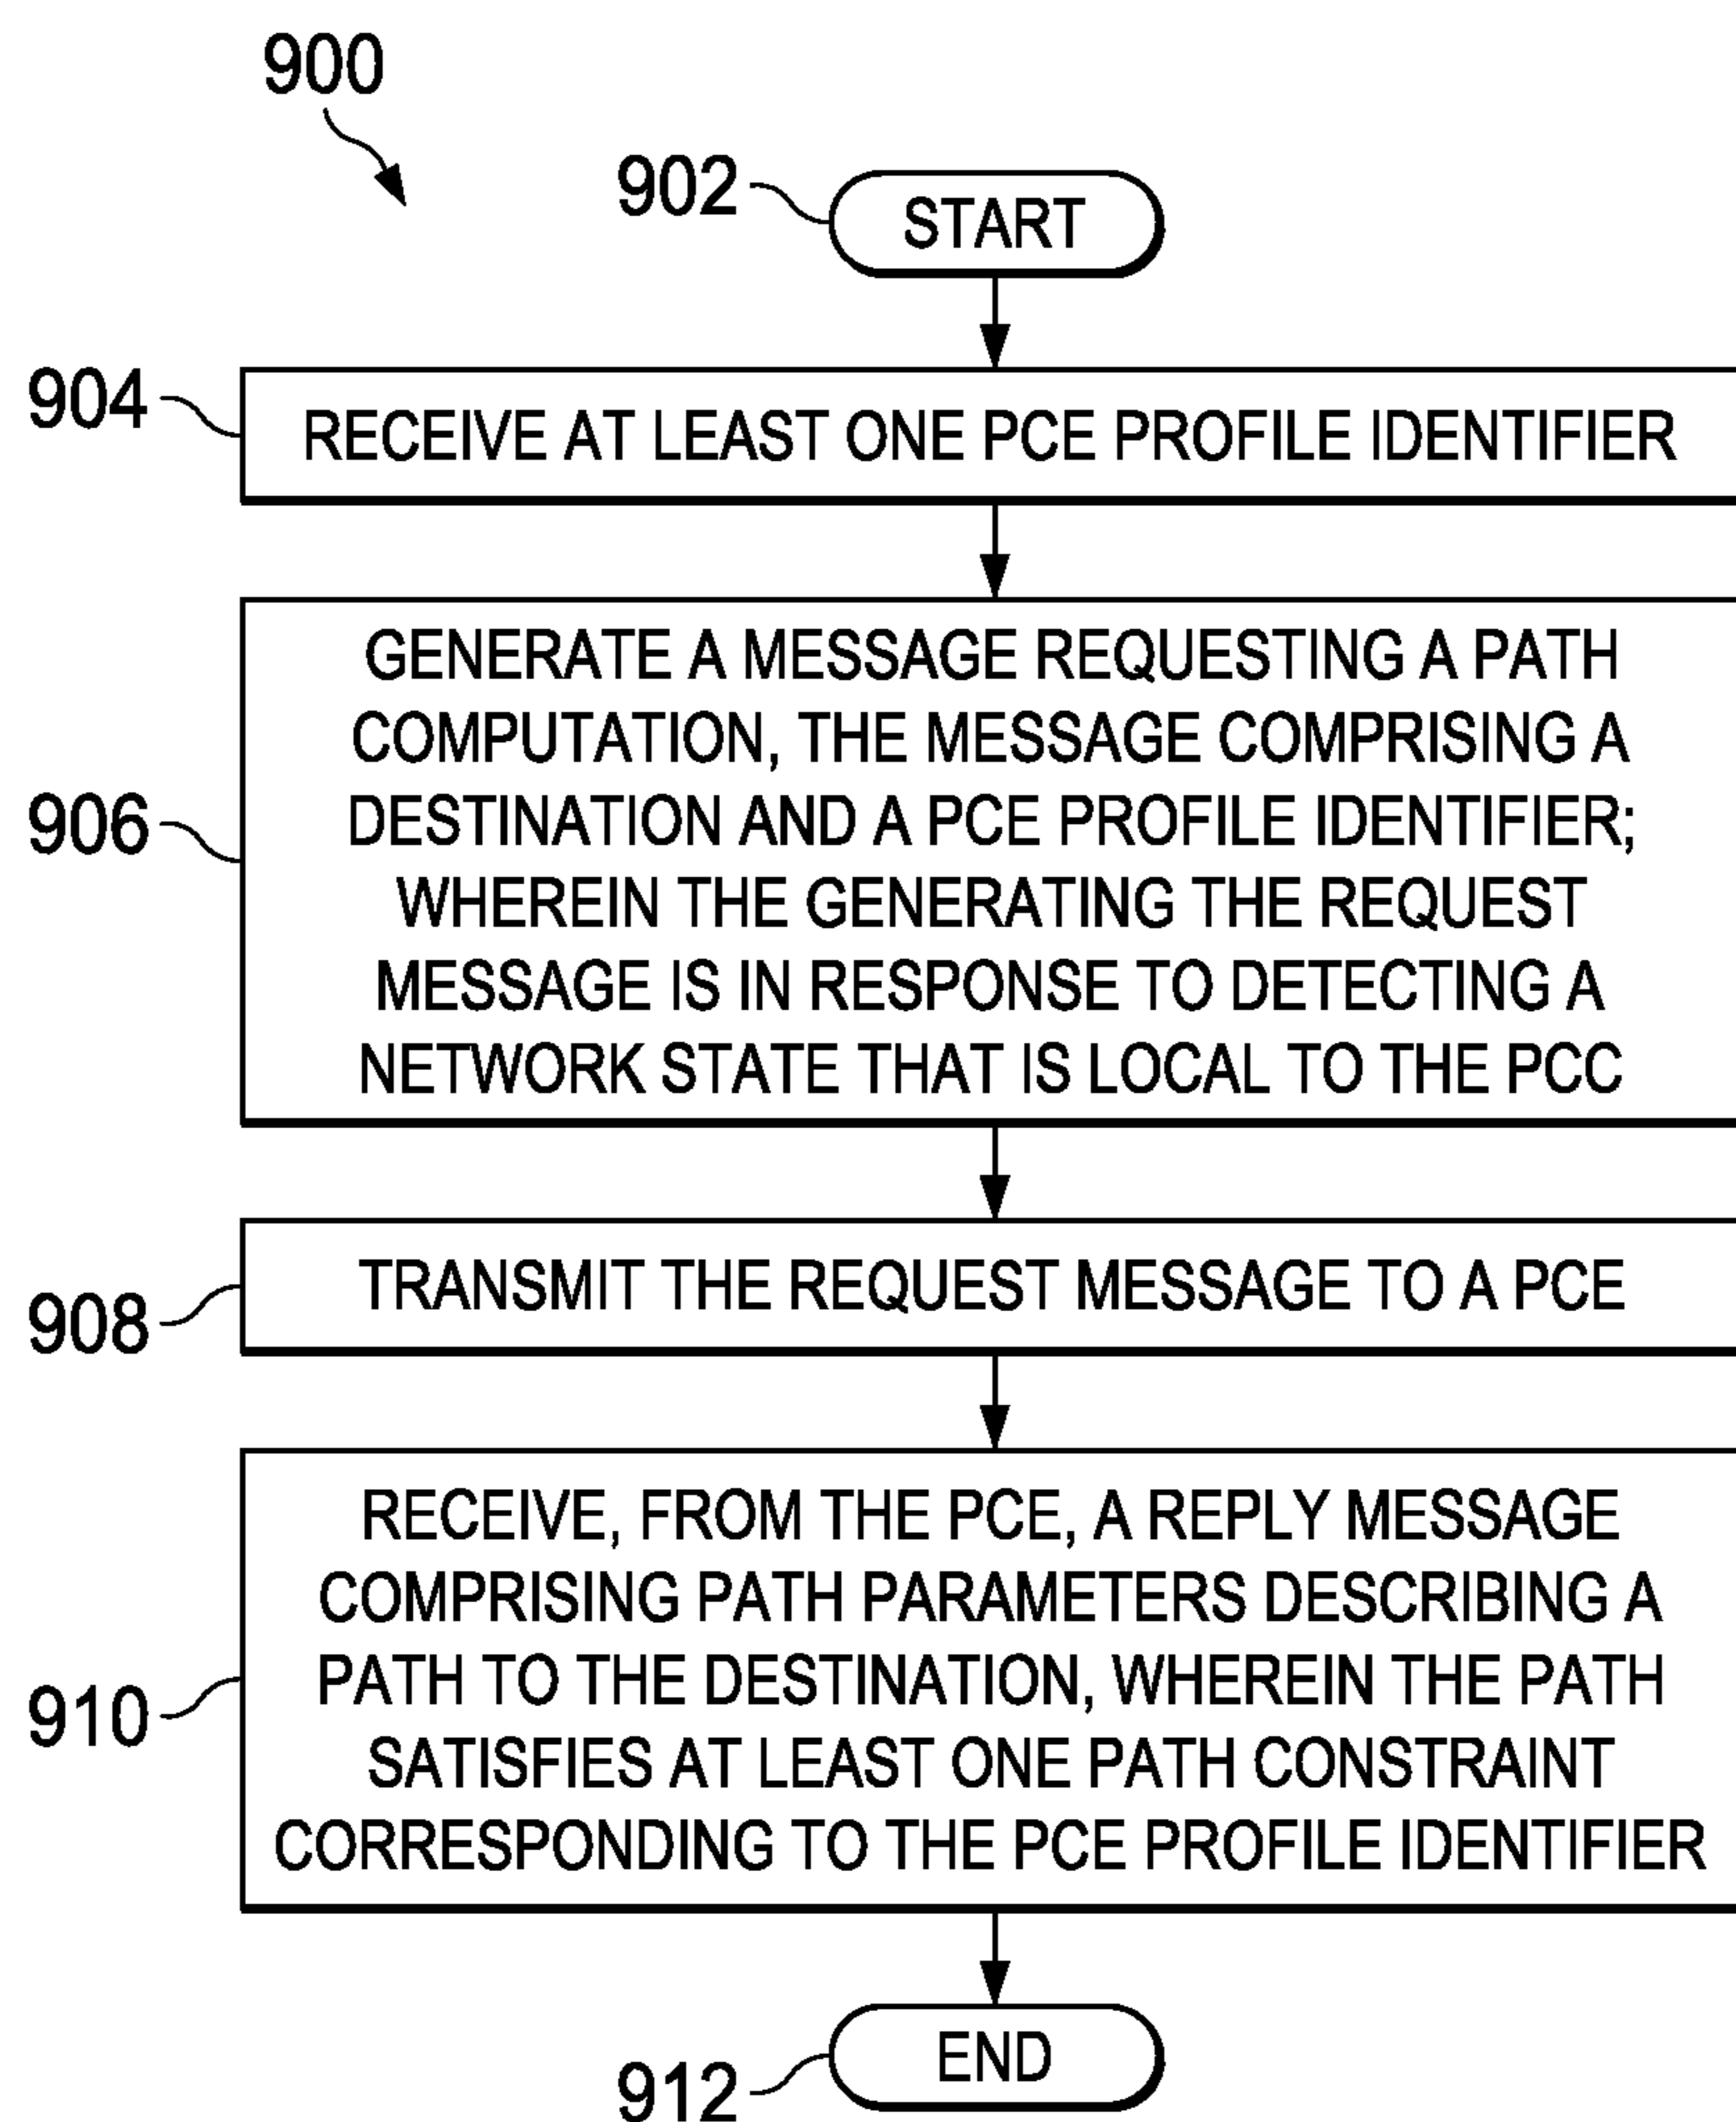 900
902
START
904
RECEIVE AT LEAST ONE PCE PROFILE IDENTIFIER
906
GENERATE A MESSAGE REQUESTING A PATH
COMPUTATION, THE MESSAGE COMPRISING A
DESTINATION AND A PCE PROFILE IDENTIFIER;
WHEREIN THE GENERATING THE REQUEST
MESSAGE IS IN RESPONSE TO DETECTING A
NETWORK STATE THAT IS LOCAL TO THE PCC
908
TRANSMIT THE REQUEST MESSAGE TO A PCE
910
RECEIVE, FROM THE PCE, A REPLY MESSAGE
COMPRISING PATH PARAMETERS DESCRIBING A
PATH TO THE DESTINATION, WHEREIN THE PATH
SATISFIES AT LEAST ONE PATH CONSTRAINT
CORRESPONDING TO THE PCE PROFILE IDENTIFIER
912
END